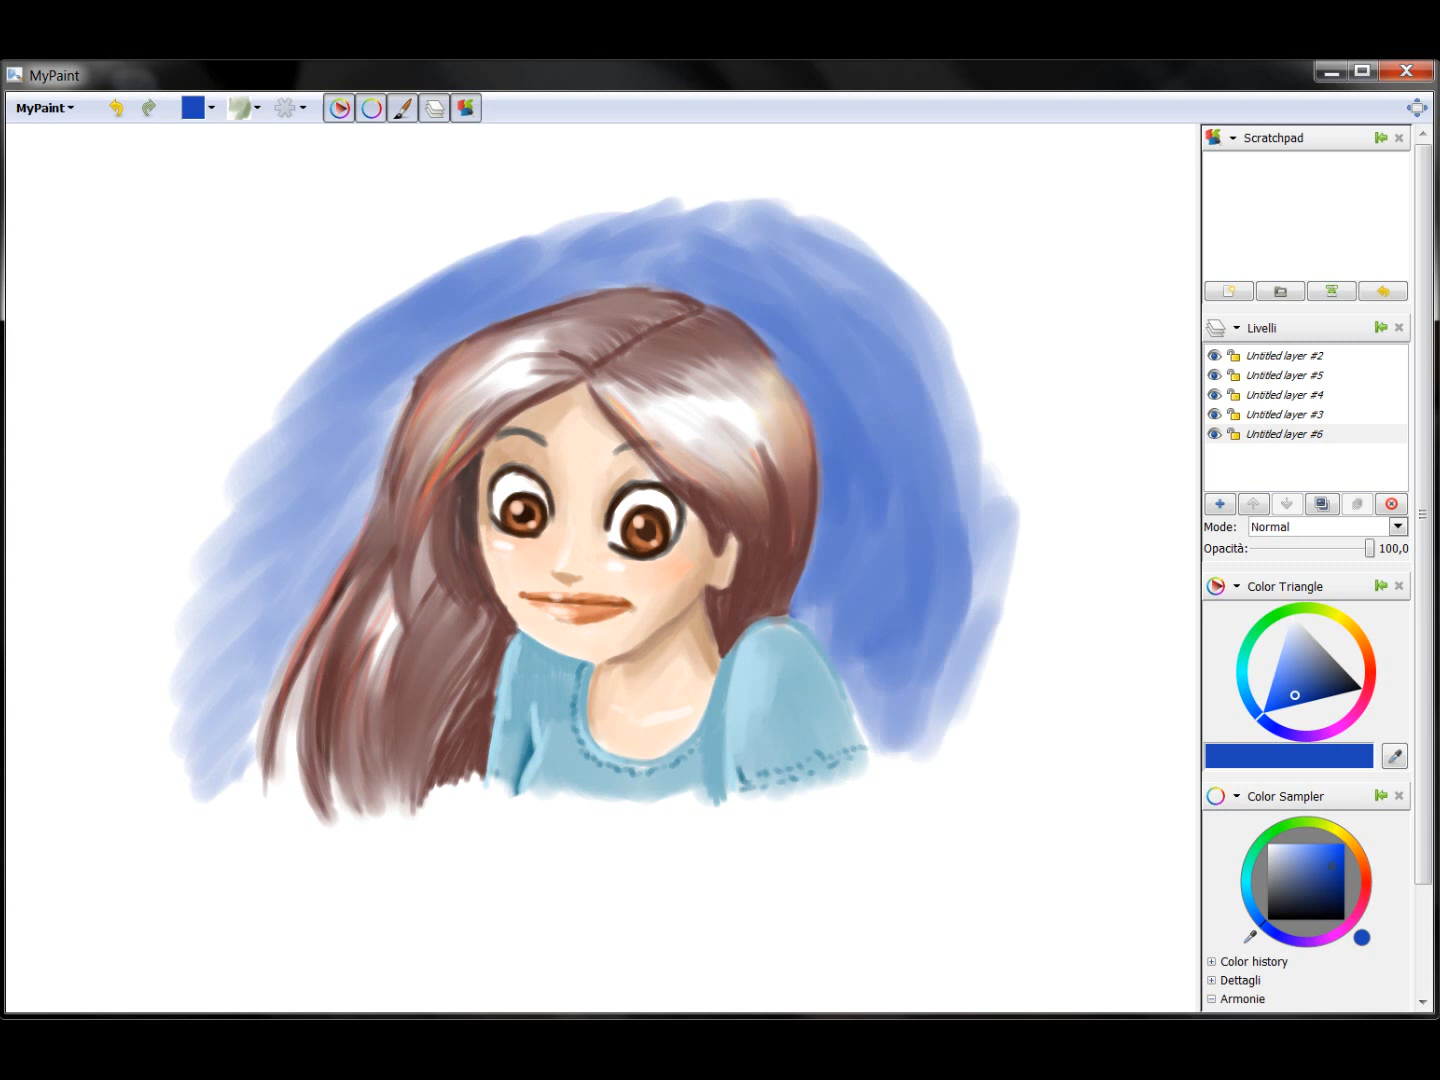 MyPaint
MyPaint
Scratchpad
Livelli
Untitled layer #2
Untitled layer #5
Untitled layer #4
Untitled layer #3
Untitled layer #6
Mode: Normal
Opacità: 100,0
Color Triangle
Color Sampler
Color history
Dettagli
Armonie